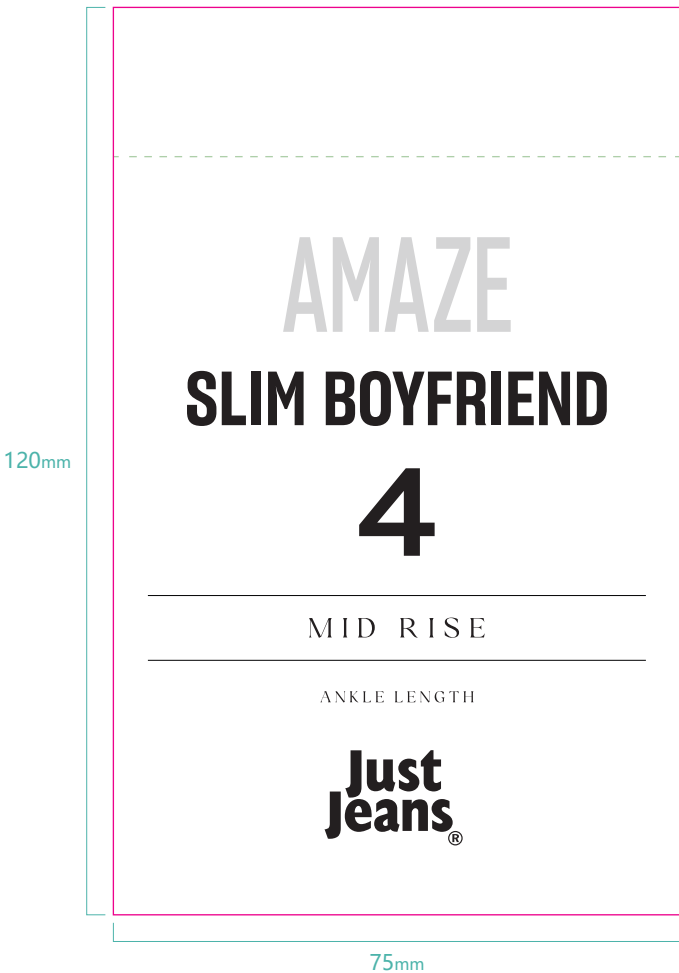 AMAZE
SLIM BOYFRIEND
4
120mm
MID RISE
ANKLE LENGTH
Just
Jeans®
75mm